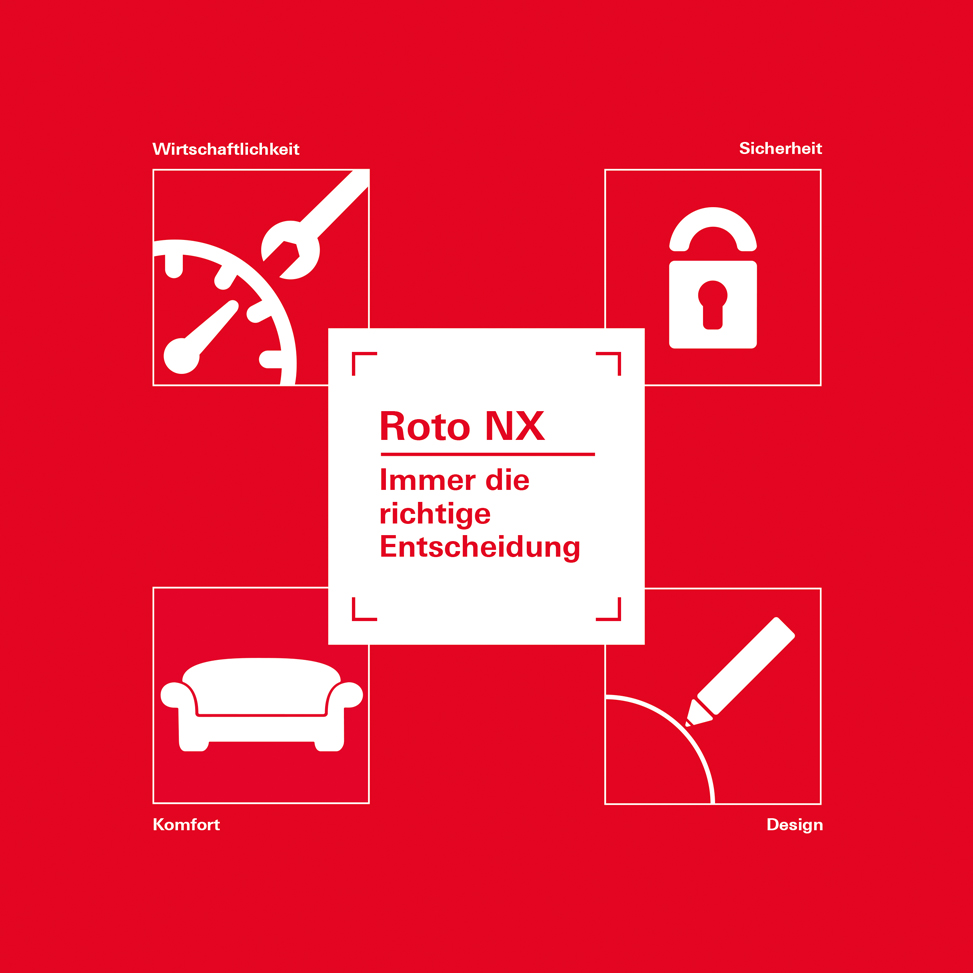 Wirtschaftlichkeit
Sicherheit
Roto NX
Immer die
richtige
Entscheidung
Komfort
Design